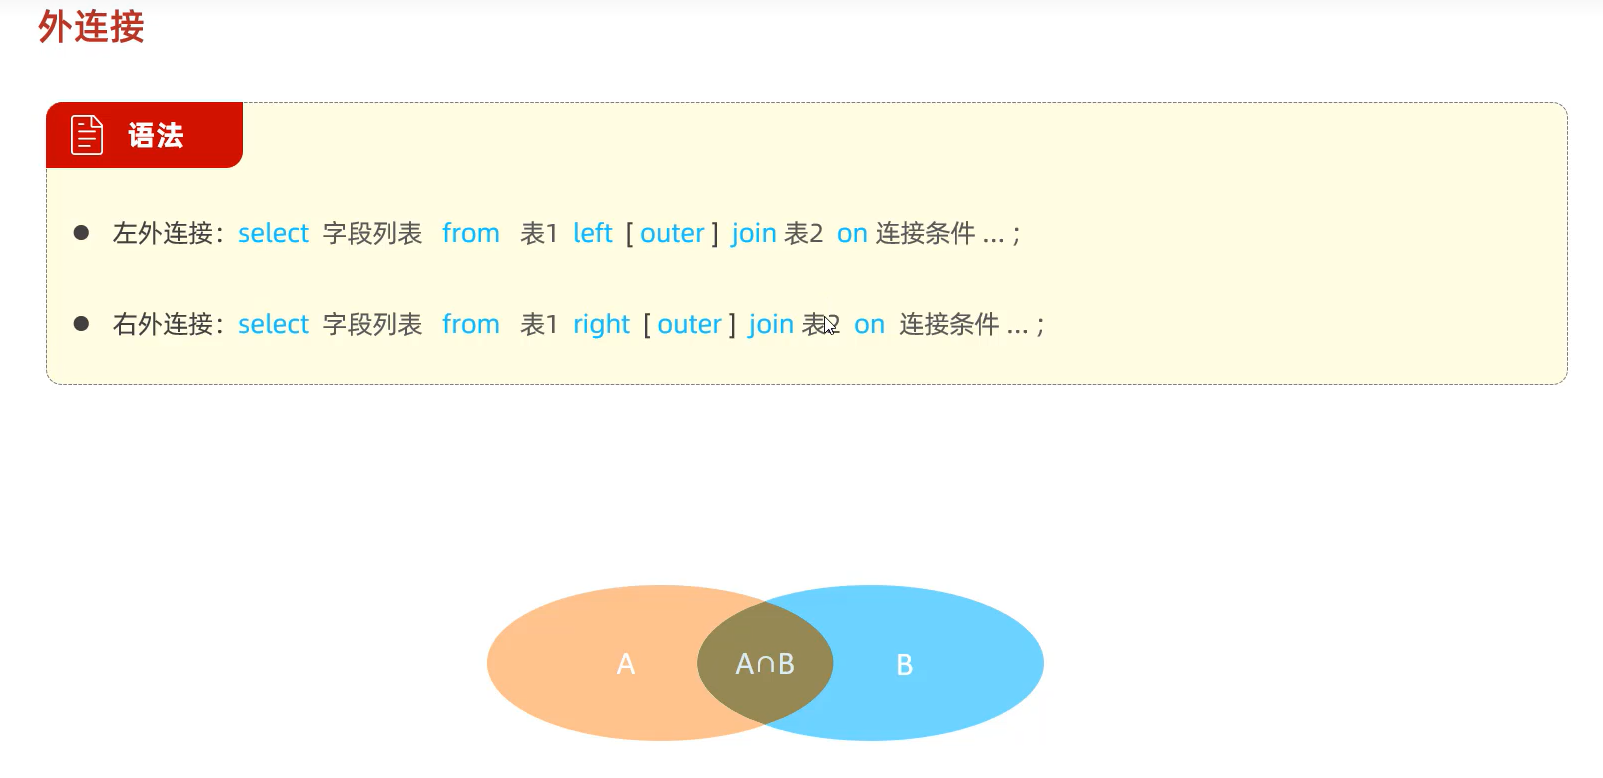 外连接
语法
● 左外连接：select 字段列表 from 表1 left [ outer ] join 表2 on 连接条件 ... ;
● 右外连接：select 字段列表 from 表1 right [ outer ] join 表2 on 连接条件 ... ;
A A∩B B